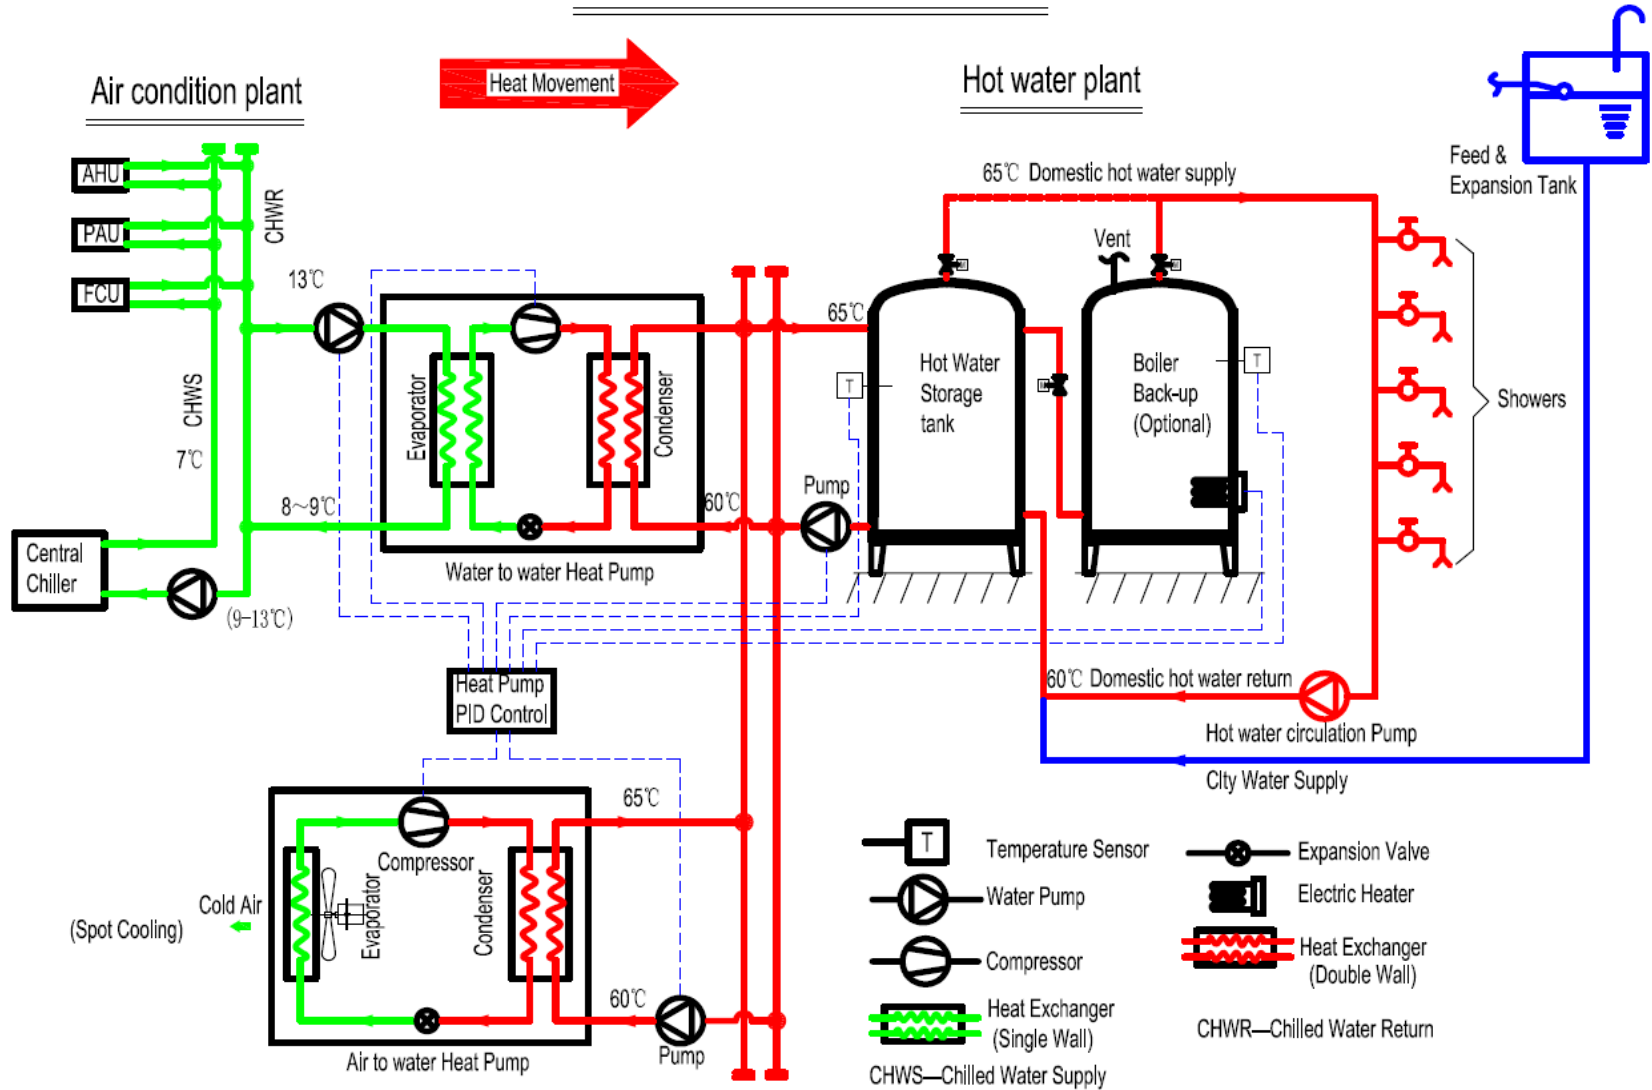 Heat Movement
Air condition plant
Hot water plant
AHU
PAU
FCU
CHWR
CHWS
7℃
13℃
8～9℃
(9-13℃)
Central
Chiller
Evaporator
Condenser
Water to water Heat Pump
65℃
60℃
Pump
65℃ Domestic hot water supply
Vent
T
Hot Water
Storage
tank
M
M
M
Boiler
Back-up
(Optional)
T
Feed &
Expansion Tank
Showers
60℃ Domestic hot water return
Hot water circulation Pump
CIty Water Supply
Heat Pump
PID Control
65℃
Compressor
Evaporator
Condenser
Cold Air
(Spot Cooling)
60℃
Pump
Air to water Heat Pump
T
Temperature Sensor
Water Pump
Compressor
Heat Exchanger
(Single Wall)
CHWS—Chilled Water Supply
Expansion Valve
Electric Heater
Heat Exchanger
(Double Wall)
CHWR—Chilled Water Return